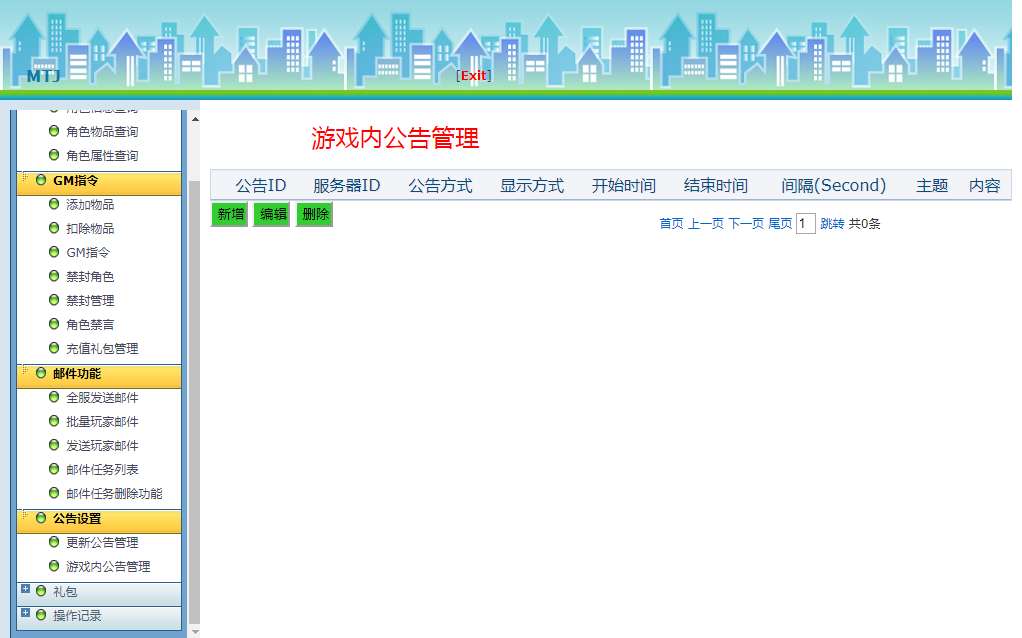 MTJ
[Exit]
角色信息查询
角色物品查询
角色属性查询
GM指令
添加物品
扣除物品
GM指令
禁封角色
禁封管理
角色禁言
充值礼包管理
邮件功能
全服发送邮件
批量玩家邮件
发送玩家邮件
邮件任务列表
邮件任务删除功能
公告设置
更新公告管理
游戏内公告管理
礼包
操作记录
游戏内公告管理
公告ID 服务器ID 公告方式 显示方式 开始时间 结束时间 间隔(Second) 主题 内容
新增 编辑 删除
首页 上一页 下一页 尾页 1 跳转 共0条